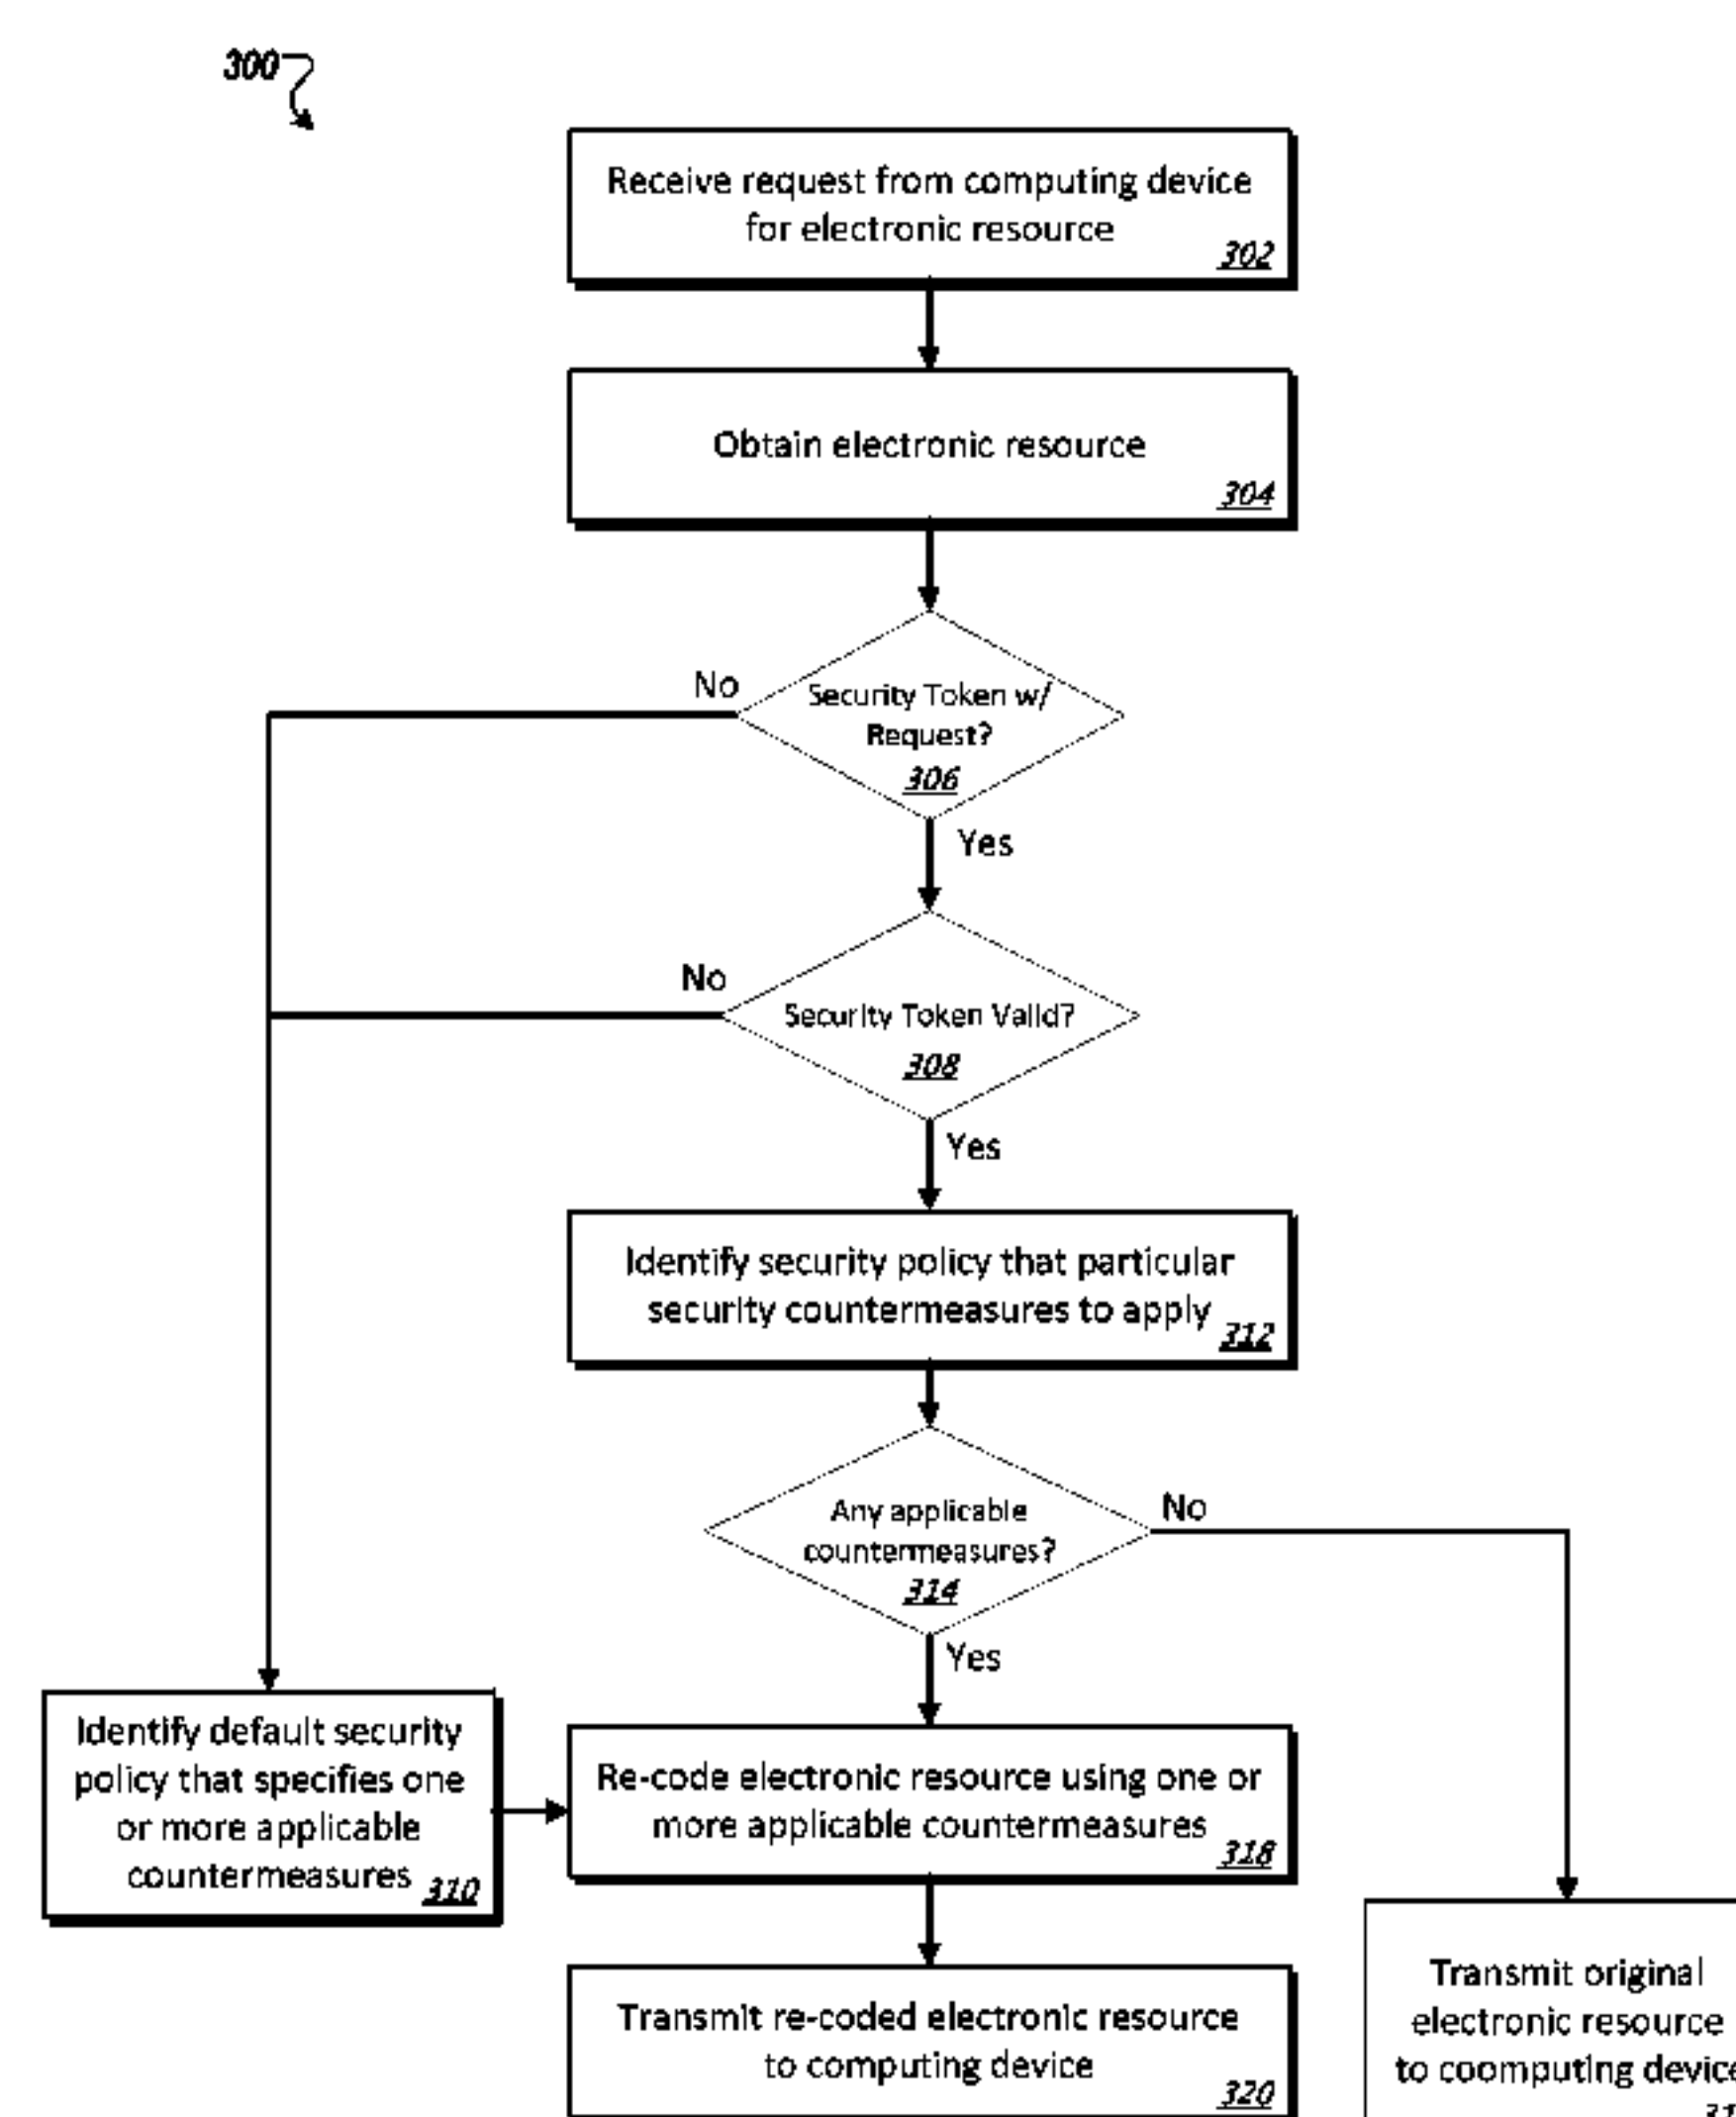 300
Receive request from computing device
for electronic resource
302
Obtain electronic resource
304
Security Token w/
Request?
306
No
Yes
Security Token Valid?
308
No
Yes
Identify security policy that particular
security countermeasures to apply
312
Any applicable
countermeasures?
314
No
Yes
Identify default security
policy that specifies one
or more applicable
countermeasures
310
Re-code electronic resource using one or
more applicable countermeasures
318
Transmit re-coded electronic resource
to computing device
320
Transmit original
electronic resource
to coomputing device